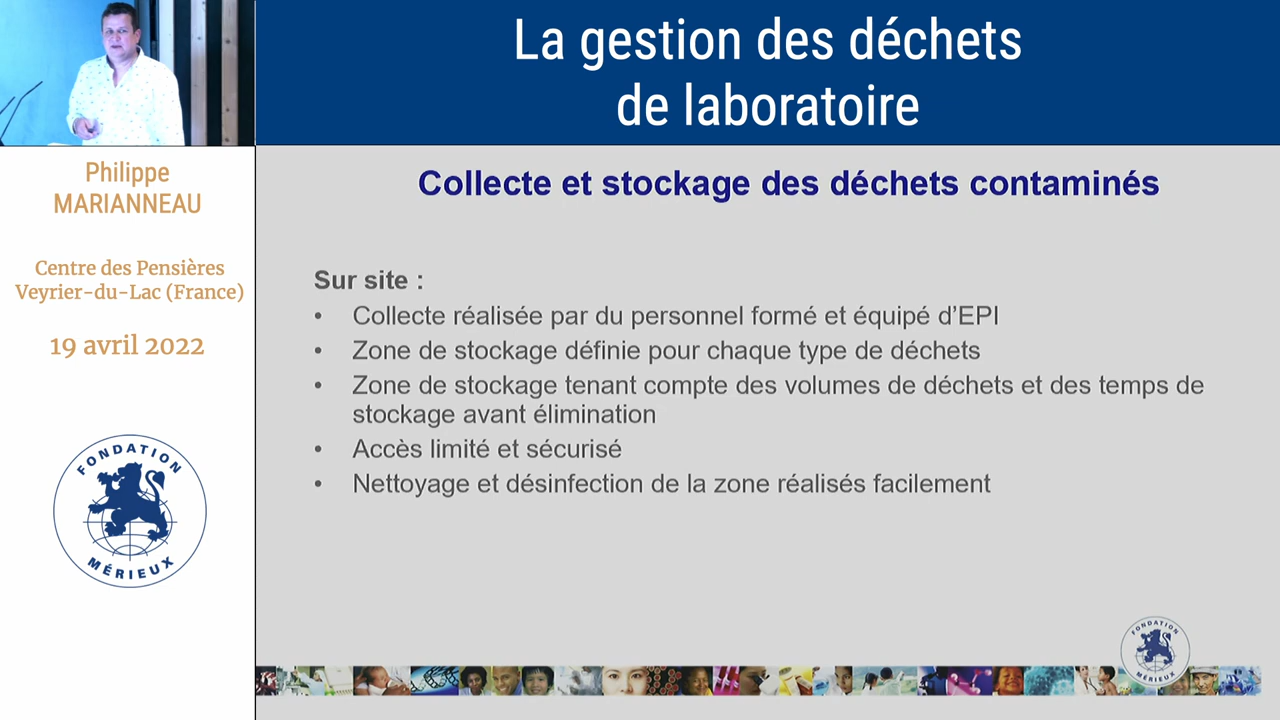 La gestion des déchets
de laboratoire
Philippe
MARIANNEAU
Centre des Pensières
Veyrier-du-Lac (France)
19 avril 2022
FONDATION
MÉRIEUX
Collecte et stockage des déchets contaminés
Sur site :
• Collecte réalisée par du personnel formé et équipé d’EPI
• Zone de stockage définie pour chaque type de déchets
• Zone de stockage tenant compte des volumes de déchets et des temps de
stockage avant élimination
• Accès limité et sécurisé
• Nettoyage et désinfection de la zone réalisés facilement
FONDATION
MÉRIEUX